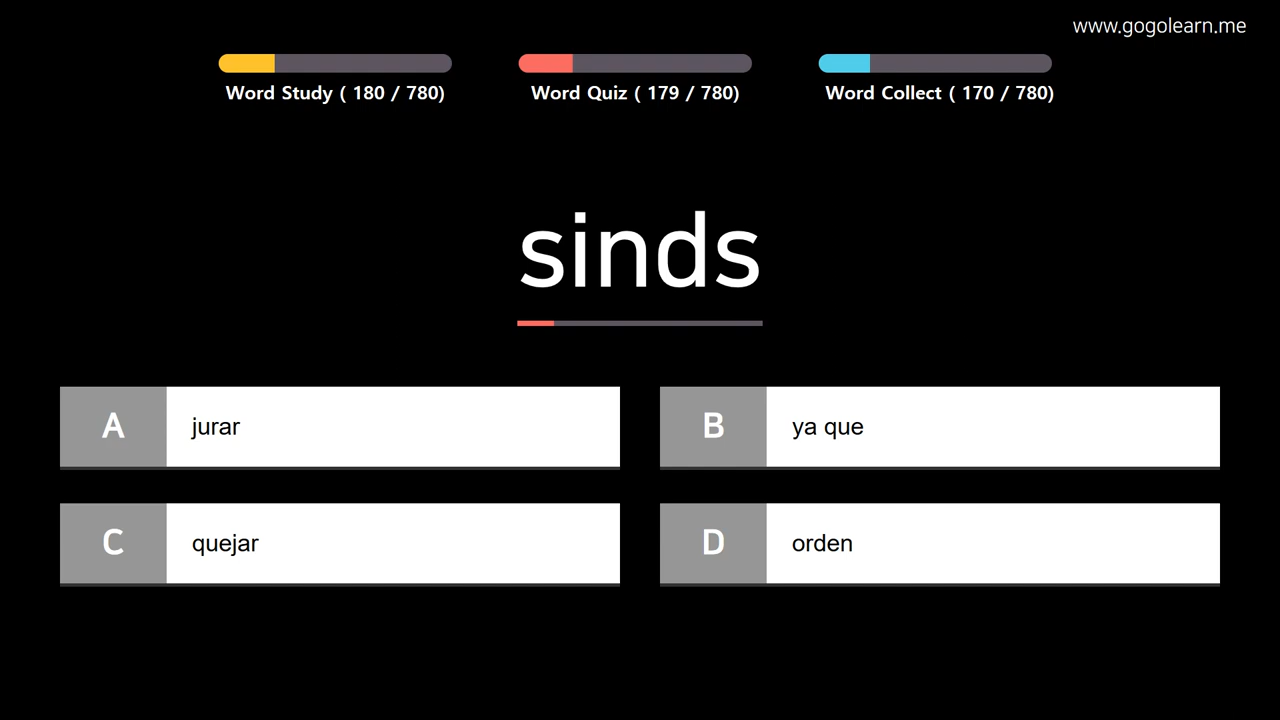 www.gogolearn.me
Word Study ( 180 / 780)
Word Quiz ( 179 / 780)
Word Collect ( 170 / 780)
sinds
A jurar
B ya que
C quejar
D orden